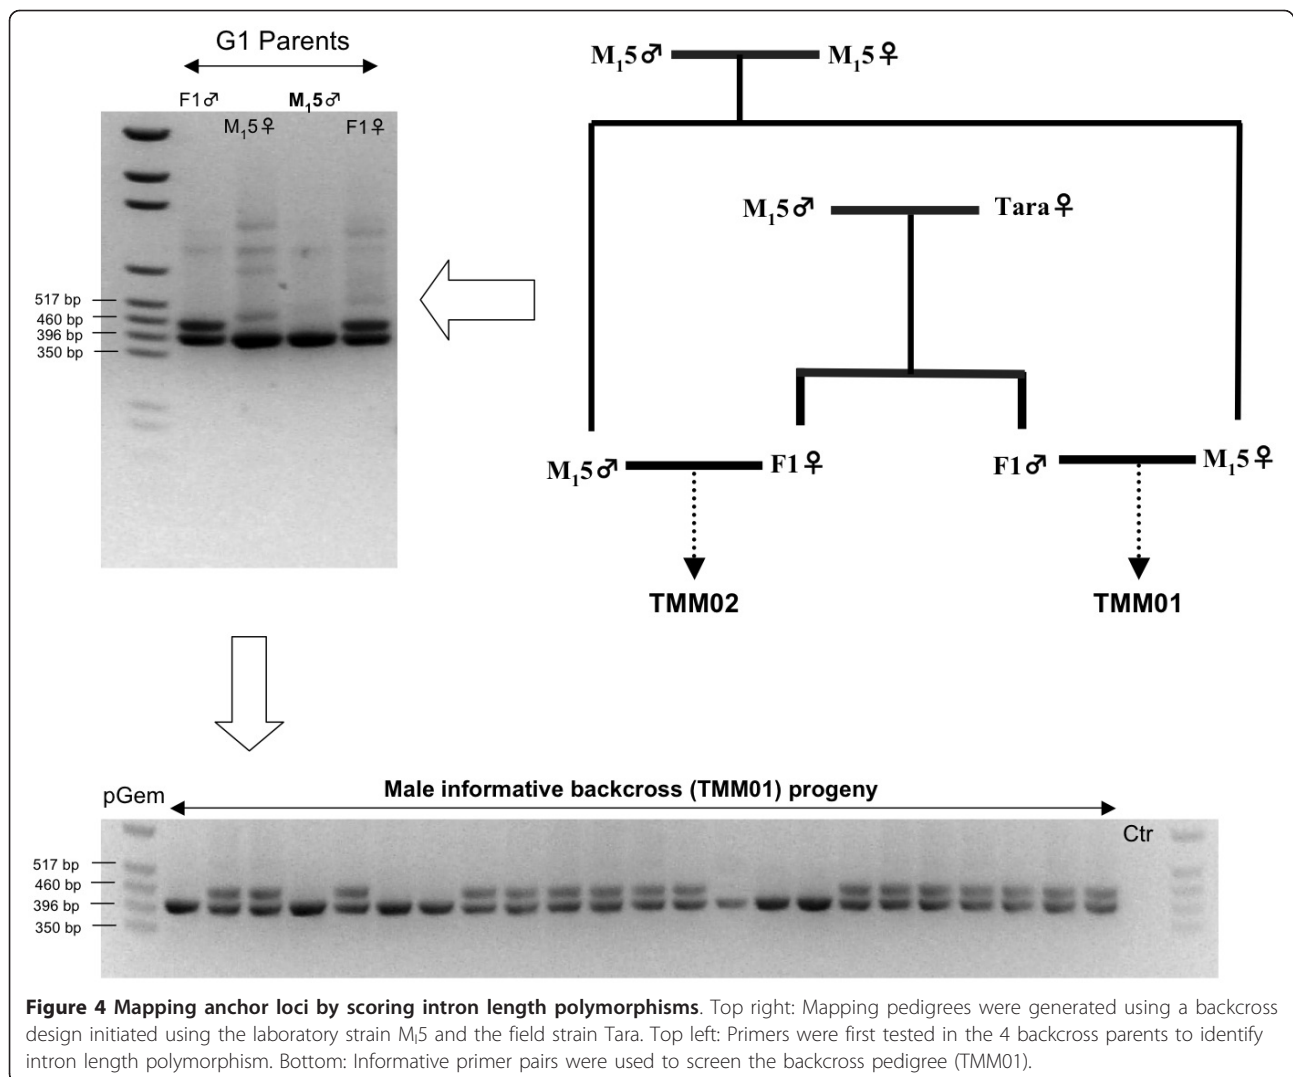 G1 Parents
F1♂ M₁5♂
M₁5♀ F1♀
517 bp
460 bp
396 bp
350 bp
M₁5♂ M₁5♀
M₁5♂ Tara♀
M₁5♂ F1♀ F1♂ M₁5♀
TMM02 TMM01
pGem Male informative backcross (TMM01) progeny
Ctr
517 bp
460 bp
396 bp
350 bp
Figure 4 Mapping anchor loci by scoring intron length polymorphisms. Top right: Mapping pedigrees were generated using a backcross
design initiated using the laboratory strain MI5 and the field strain Tara. Top left: Primers were first tested in the 4 backcross parents to identify
intron length polymorphism. Bottom: Informative primer pairs were used to screen the backcross pedigree (TMM01).